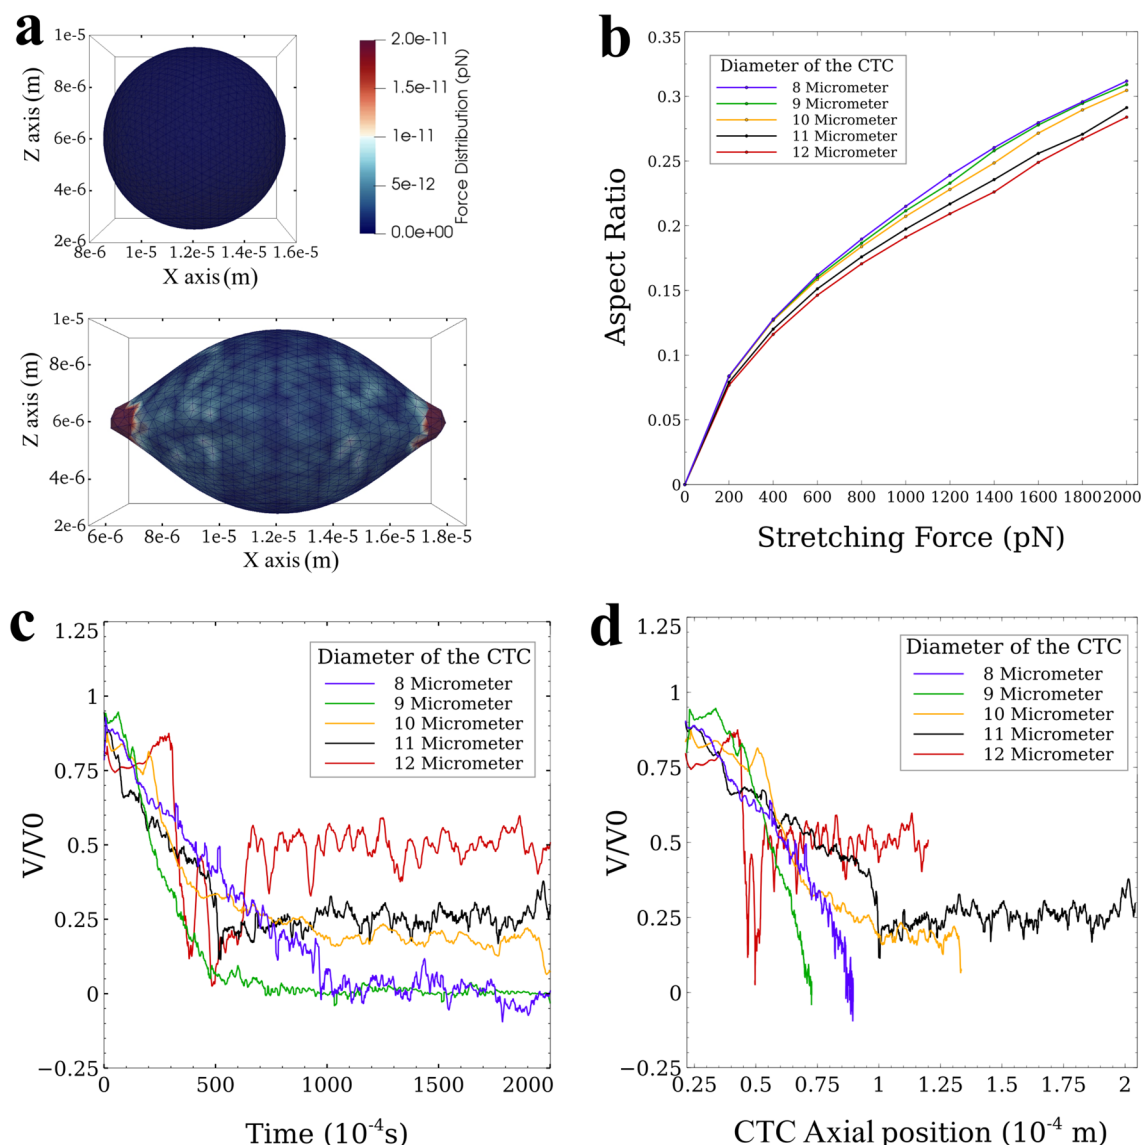 a
1e-5
8e-6
6e-6
4e-6
2e-6
Z axis (m)
8e-6 1e-5 1.2e-5 1.4e-5 1.6e-5
X axis (m)
2.0e-11
1.5e-11
1e-11
5e-12
0.0e+00
Force Distribution (pN)
1e-5
8e-6
6e-6
4e-6
2e-6
Z axis (m)
6e-6 8e-6 1e-5 1.2e-5 1.4e-5 1.6e-5 1.8e-5
X axis (m)
b
0.35
0.3
0.25
0.2
0.15
0.1
0.05
0
Aspect Ratio
Diameter of the CTC
8 Micrometer
9 Micrometer
10 Micrometer
11 Micrometer
12 Micrometer
0 200 400 600 800 1000 1200 1400 1600 1800 2000
Stretching Force (pN)
c
1.25
1
0.75
0.5
0.25
0
−0.25
V/V0
Diameter of the CTC
8 Micrometer
9 Micrometer
10 Micrometer
11 Micrometer
12 Micrometer
0 500 1000 1500 2000
Time (10⁻⁴s)
d
1.25
1
0.75
0.5
0.25
0
−0.25
V/V0
Diameter of the CTC
8 Micrometer
9 Micrometer
10 Micrometer
11 Micrometer
12 Micrometer
0.25 0.5 0.75 1 1.25 1.5 1.75 2
CTC Axial position (10⁻⁴ m)